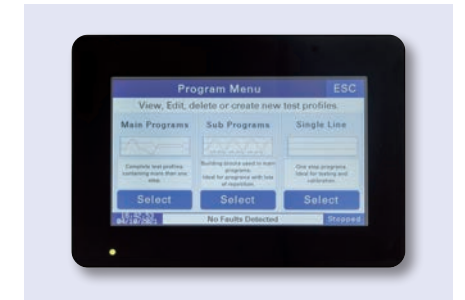 Program Menu ESC
View, Edit, delete or create new test profiles.
Main Programs Sub Programs Single Line
Complete test profiles
containing more than one
step.
Building blocks used in main
programs.
Ideal for programs with lots
of repetition.
One step programs.
Ideal for testing and
calibration.
Select Select Select
No Faults Detected Stopped